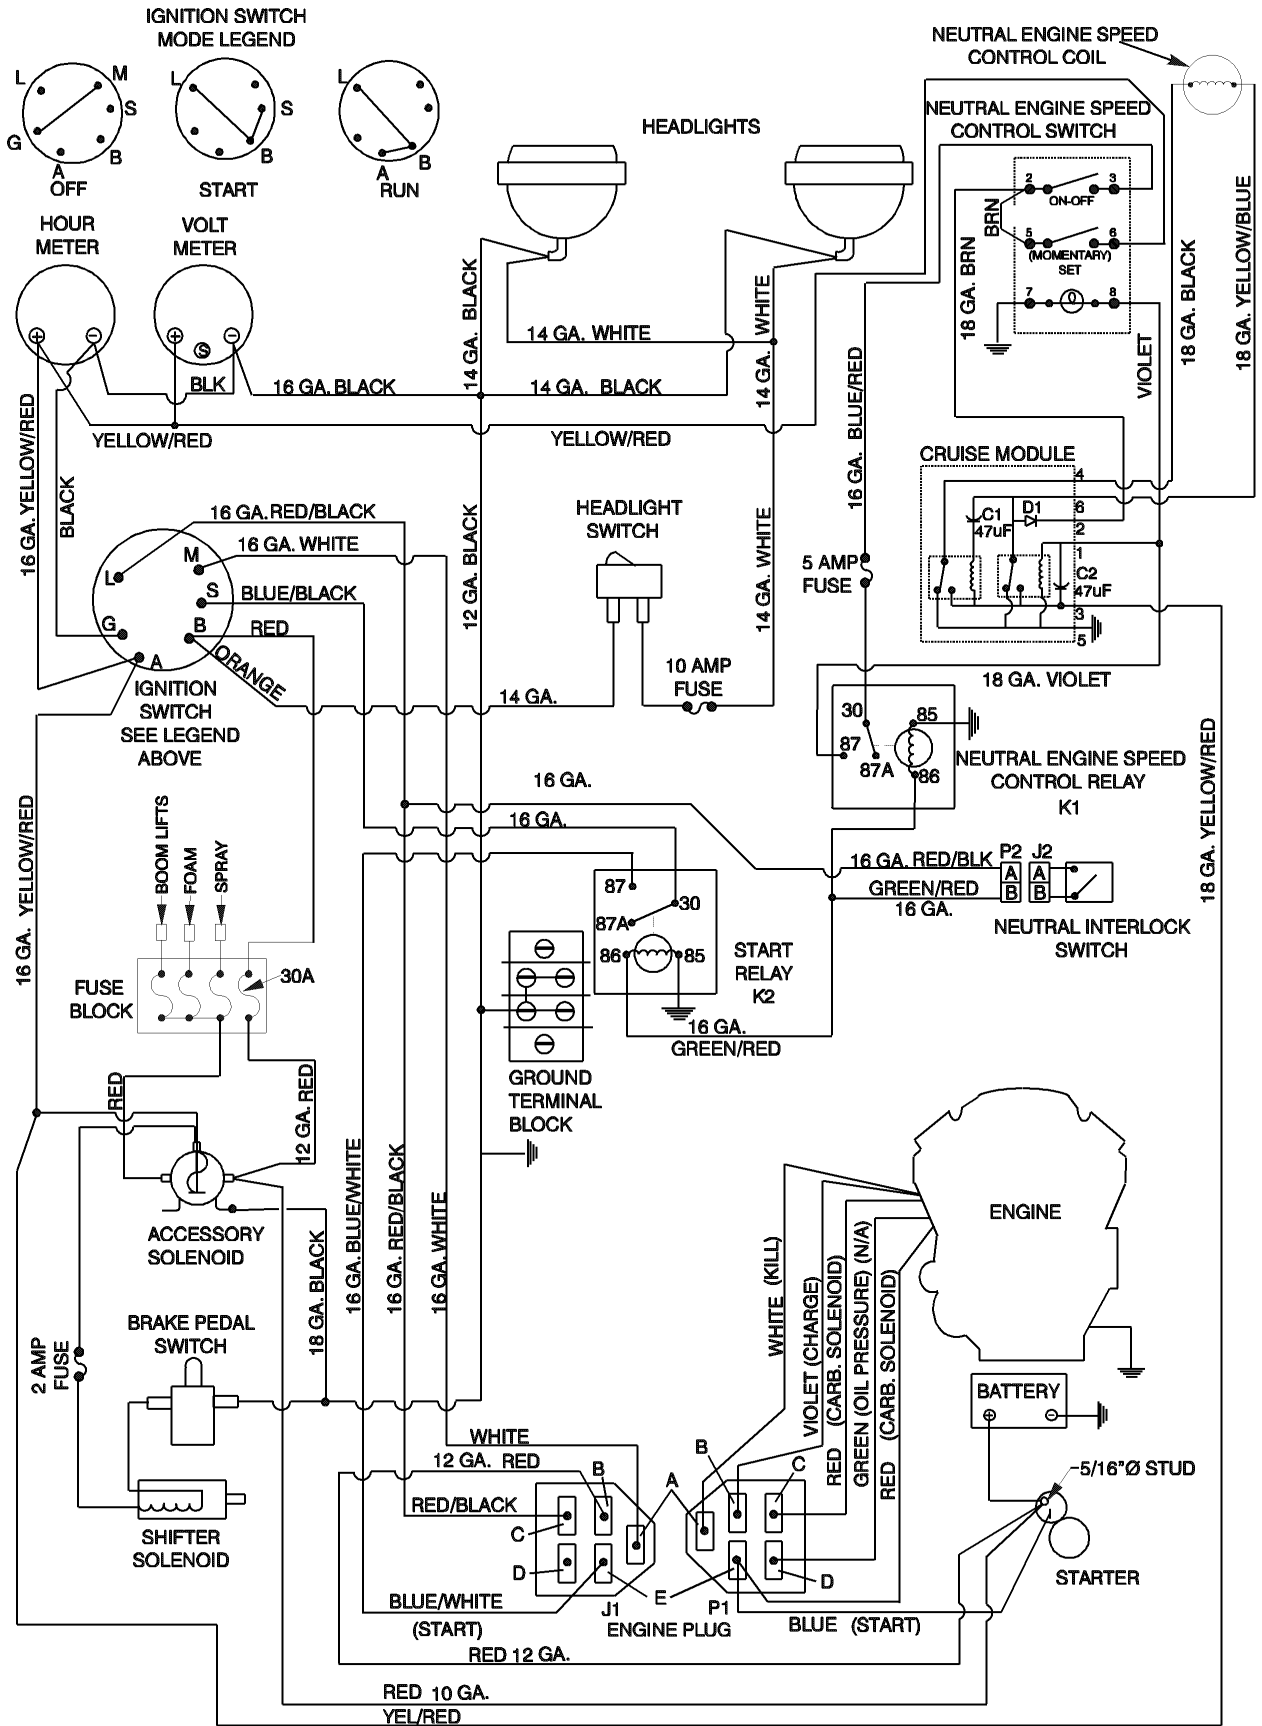 IGNITION SWITCH
MODE LEGEND
L
M
S
G
B
A
OFF
L
S
B
START
L
B
A
RUN
HEADLIGHTS
NEUTRAL ENGINE SPEED
CONTROL COIL
NEUTRAL ENGINE SPEED
CONTROL SWITCH
2
3
ON-OFF
BRN
5
6
(MOMENTARY)
SET
7
8
18 GA. BRN
VIOLET
18 GA. BLACK
18 GA. YELLOW/BLUE
HOUR
METER
VOLT
METER
+
−
+
−
S
BLK
16 GA. BLACK
14 GA. BLACK
14 GA. BLACK
14 GA. WHITE
14 GA. WHITE
YELLOW/RED
YELLOW/RED
16 GA. YELLOW/RED
BLACK
16 GA. BLUE/RED
CRUISE MODULE
4
6
2
1
3
5
C1
47uF
D1
C2
47uF
16 GA. RED/BLACK
16 GA. WHITE
BLUE/BLACK
RED
ORANGE
L
M
S
G
B
A
IGNITION
SWITCH
SEE LEGEND
ABOVE
12 GA. BLACK
HEADLIGHT
SWITCH
14 GA. WHITE
5 AMP
FUSE
10 AMP
FUSE
14 GA.
18 GA. VIOLET
30
85
87
87A
86
NEUTRAL ENGINE SPEED
CONTROL RELAY
K1
18 GA. YELLOW/RED
16 GA.
16 GA.
16 GA. YELLOW/RED
BOOM LIFTS
FOAM
SPRAY
30A
FUSE
BLOCK
87
30
87A
86
85
START
RELAY
K2
16 GA. RED/BLK
GREEN/RED
16 GA.
P2
J2
A
B
A
B
NEUTRAL INTERLOCK
SWITCH
16 GA.
GREEN/RED
GROUND
TERMINAL
BLOCK
RED
12 GA. RED
ACCESSORY
SOLENOID
18 GA. BLACK
16 GA. BLUE/WHITE
16 GA. RED/BLACK
16 GA. WHITE
BRAKE PEDAL
SWITCH
2 AMP
FUSE
SHIFTER
SOLENOID
ENGINE
WHITE (KILL)
VIOLET (CHARGE)
RED (CARB. SOLENOID)
GREEN (OIL PRESSURE) (N/A)
RED (CARB. SOLENOID)
BATTERY
+
−
5/16"Ø STUD
STARTER
WHITE
12 GA. RED
RED/BLACK
B
C
D
A
B
C
D
E
BLUE/WHITE
(START)
J1
P1
ENGINE PLUG
BLUE (START)
RED 12 GA.
RED 10 GA.
YEL/RED